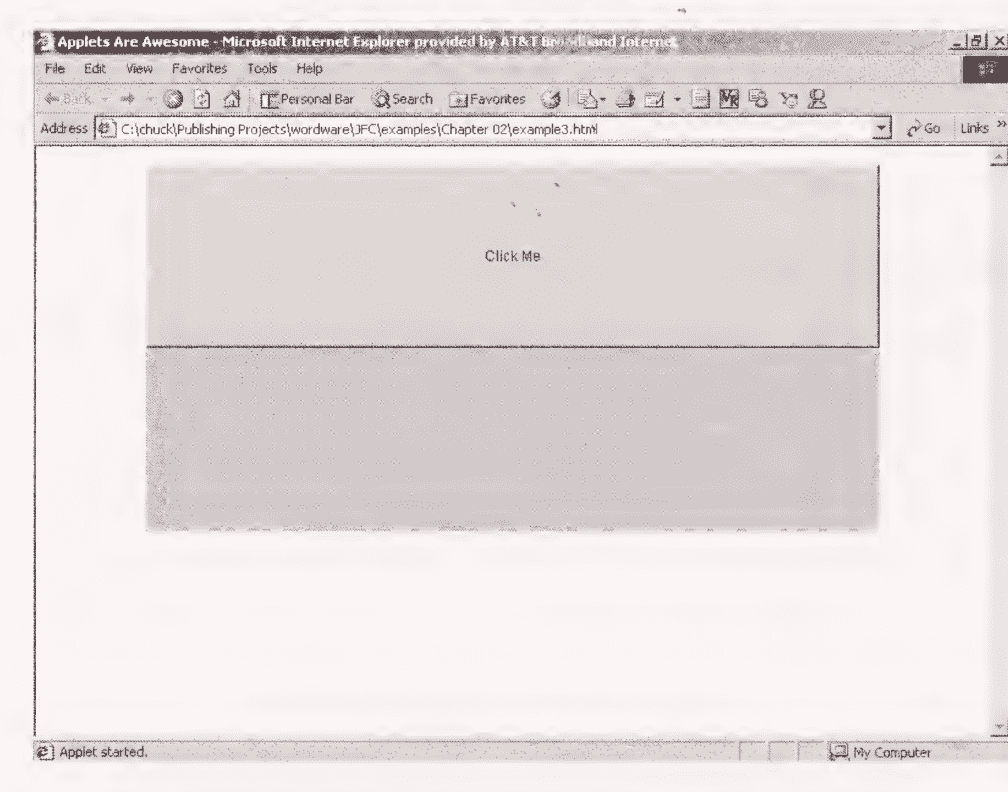 Applets Are Awesome - Microsoft Internet Explorer provided by AT&T Broadband Internet
File Edit View Favorites Tools Help
Back Personal Bar Search Favorites
Address C:\chuck\Publishing Projects\wordware\JFC\examples\Chapter 02\example3.html Go Links »
Click Me
Applet started. My Computer